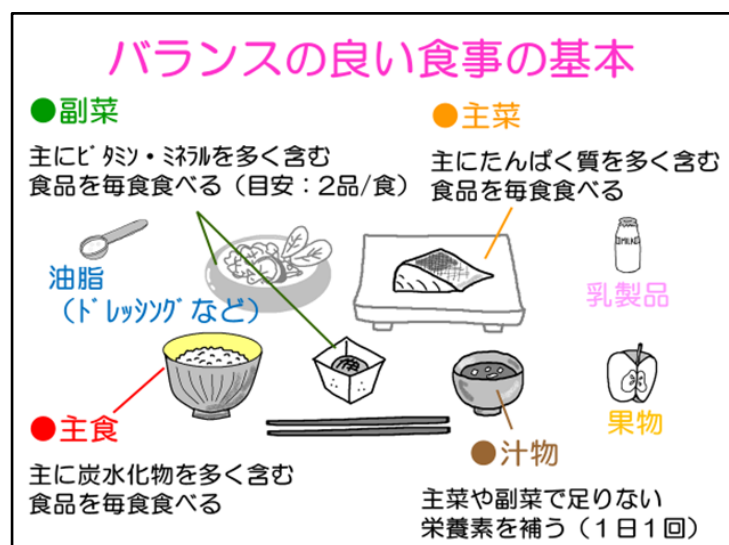 バランスの良い食事の基本
●副菜
主にﾋﾞﾀﾐﾝ・ﾐﾈﾗﾙを多く含む
食品を毎食食べる（目安：2品/食）
●主菜
主にたんぱく質を多く含む
食品を毎食食べる
油脂
（ﾄﾞﾚｯｼﾝｸﾞなど）
MILK
乳製品
●主食
主に炭水化物を多く含む
食品を毎食食べる
果物
●汁物
主菜や副菜で足りない
栄養素を補う（１日１回）